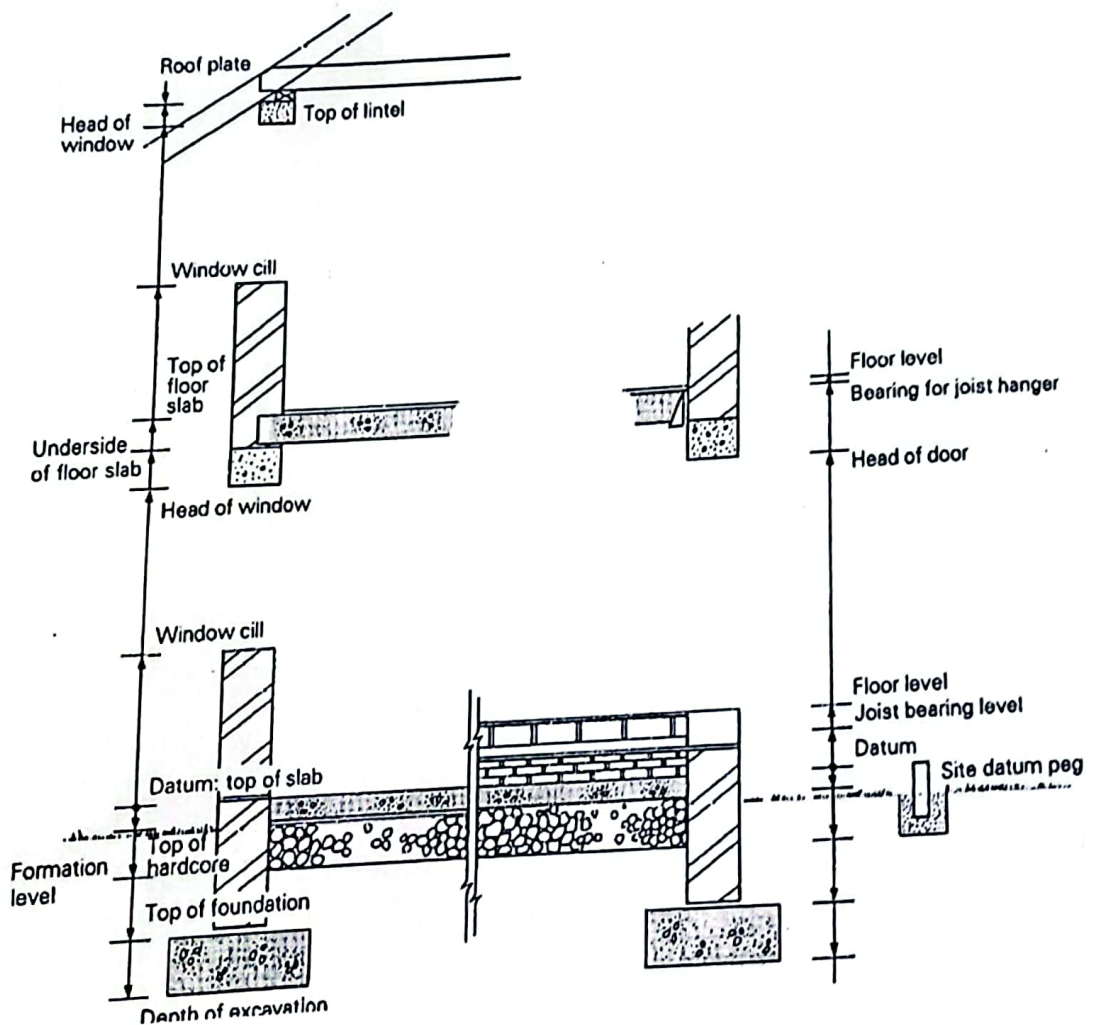 Roof plate
Head of
window
Top of lintel
Window cill
Top of
floor
slab
Underside
of floor slab
Head of window
Floor level
Bearing for joist hanger
Head of door
Window cill
Floor level
Joist bearing level
Datum
Site datum peg
Datum: top of slab
Top of
hardcore
Formation
level
Top of foundation
Depth of excavation